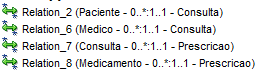 Relation_2 (Paciente - 0..*:1..1 - Consulta)
Relation_6 (Medico - 0..*:1..1 - Consulta)
Relation_7 (Consulta - 0..*:1..1 - Prescricao)
Relation_8 (Medicamento - 0..*:1..1 - Prescricao)